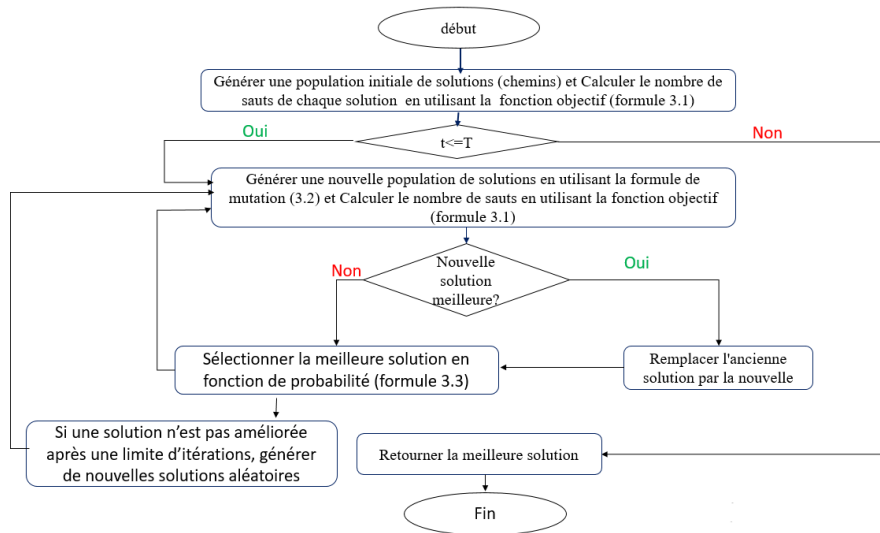 début
Générer une population initiale de solutions (chemins) et Calculer le nombre de
sauts de chaque solution en utilisant la fonction objectif (formule 3.1)
Oui
Non
t<=T
Générer une nouvelle population de solutions en utilisant la formule de
mutation (3.2) et Calculer le nombre de sauts en utilisant la fonction objectif
(formule 3.1)
Non
Nouvelle
solution
meilleure?
Oui
Sélectionner la meilleure solution en
fonction de probabilité (formule 3.3)
Remplacer l'ancienne
solution par la nouvelle
Si une solution n’est pas améliorée
après une limite d’itérations, générer
de nouvelles solutions aléatoires
Retourner la meilleure solution
Fin